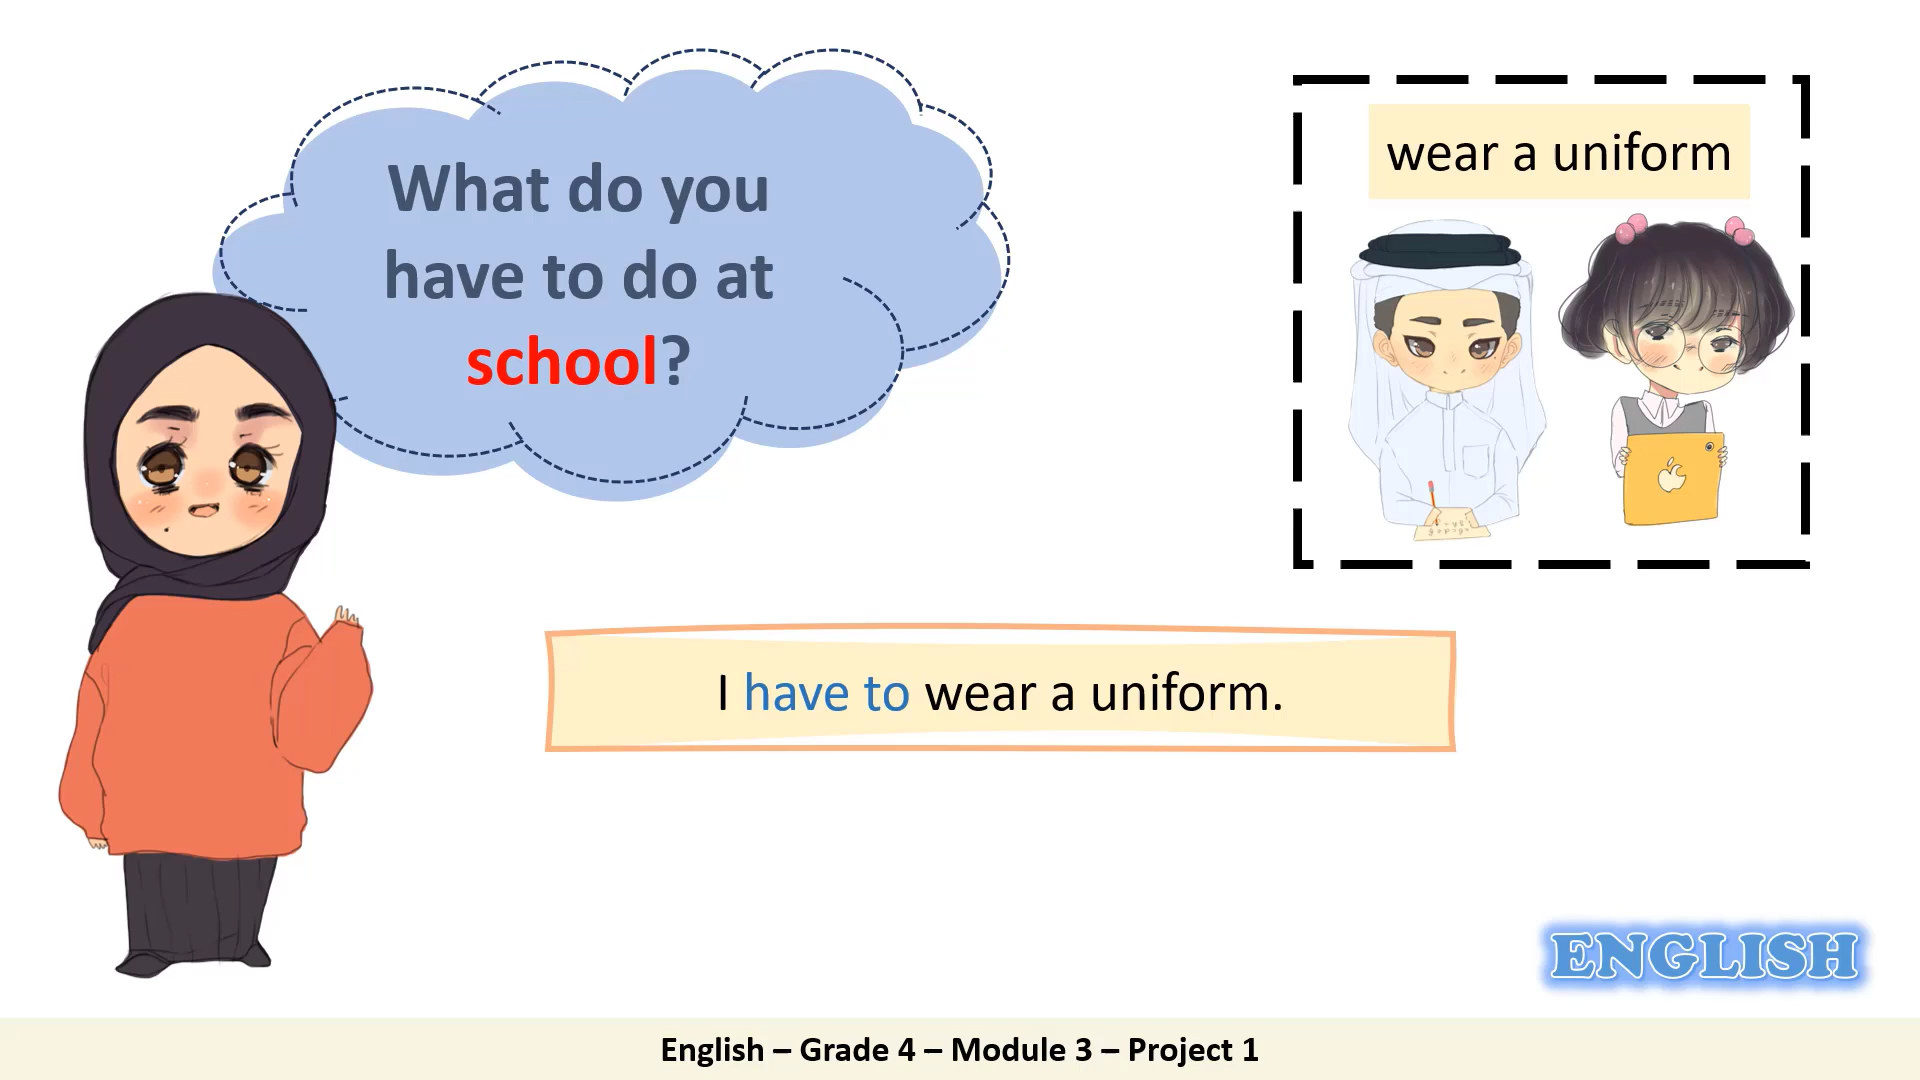 What do you
have to do at
school?
wear a uniform
I have to wear a uniform.
ENGLISH
English – Grade 4 – Module 3 – Project 1